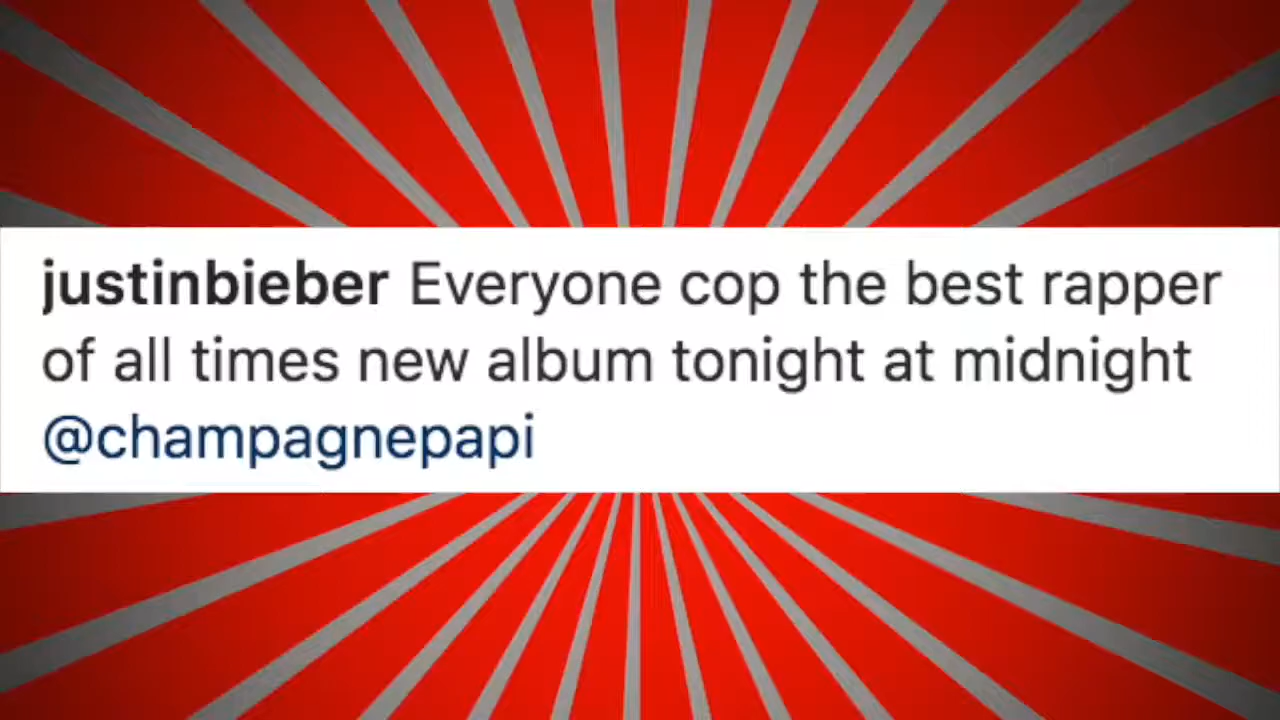 justinbieber Everyone cop the best rapper
of all times new album tonight at midnight
@champagnepapi